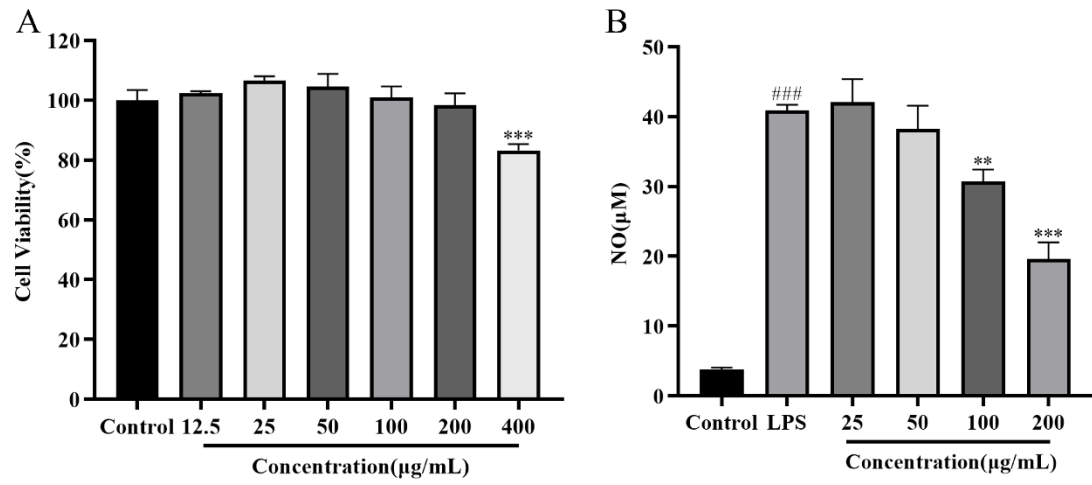 A
Cell Viability(%)
120
100
80
60
40
20
0
***
Control 12.5 25 50 100 200 400
Concentration(μg/mL)
B
NO(μM)
50
40
30
20
10
0
###
**
***
Control LPS 25 50 100 200
Concentration(μg/mL)